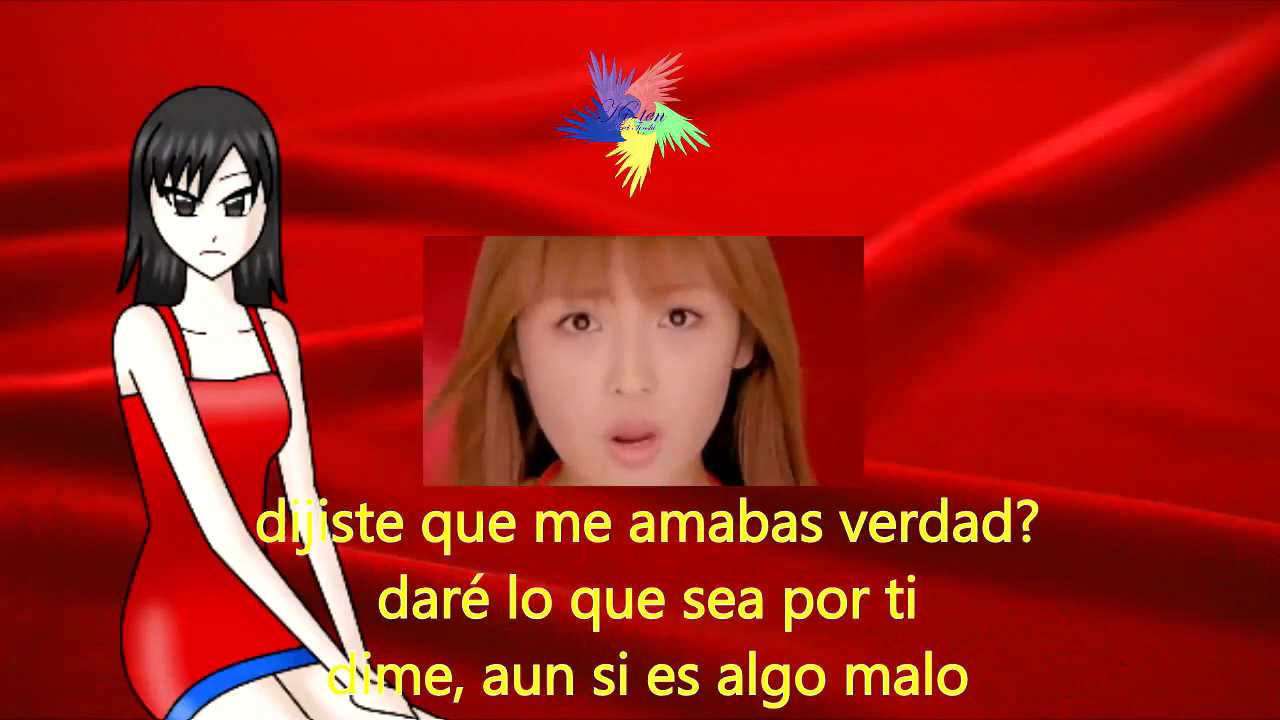 dijiste que me amabas verdad?
daré lo que sea por ti
dime, aun si es algo malo